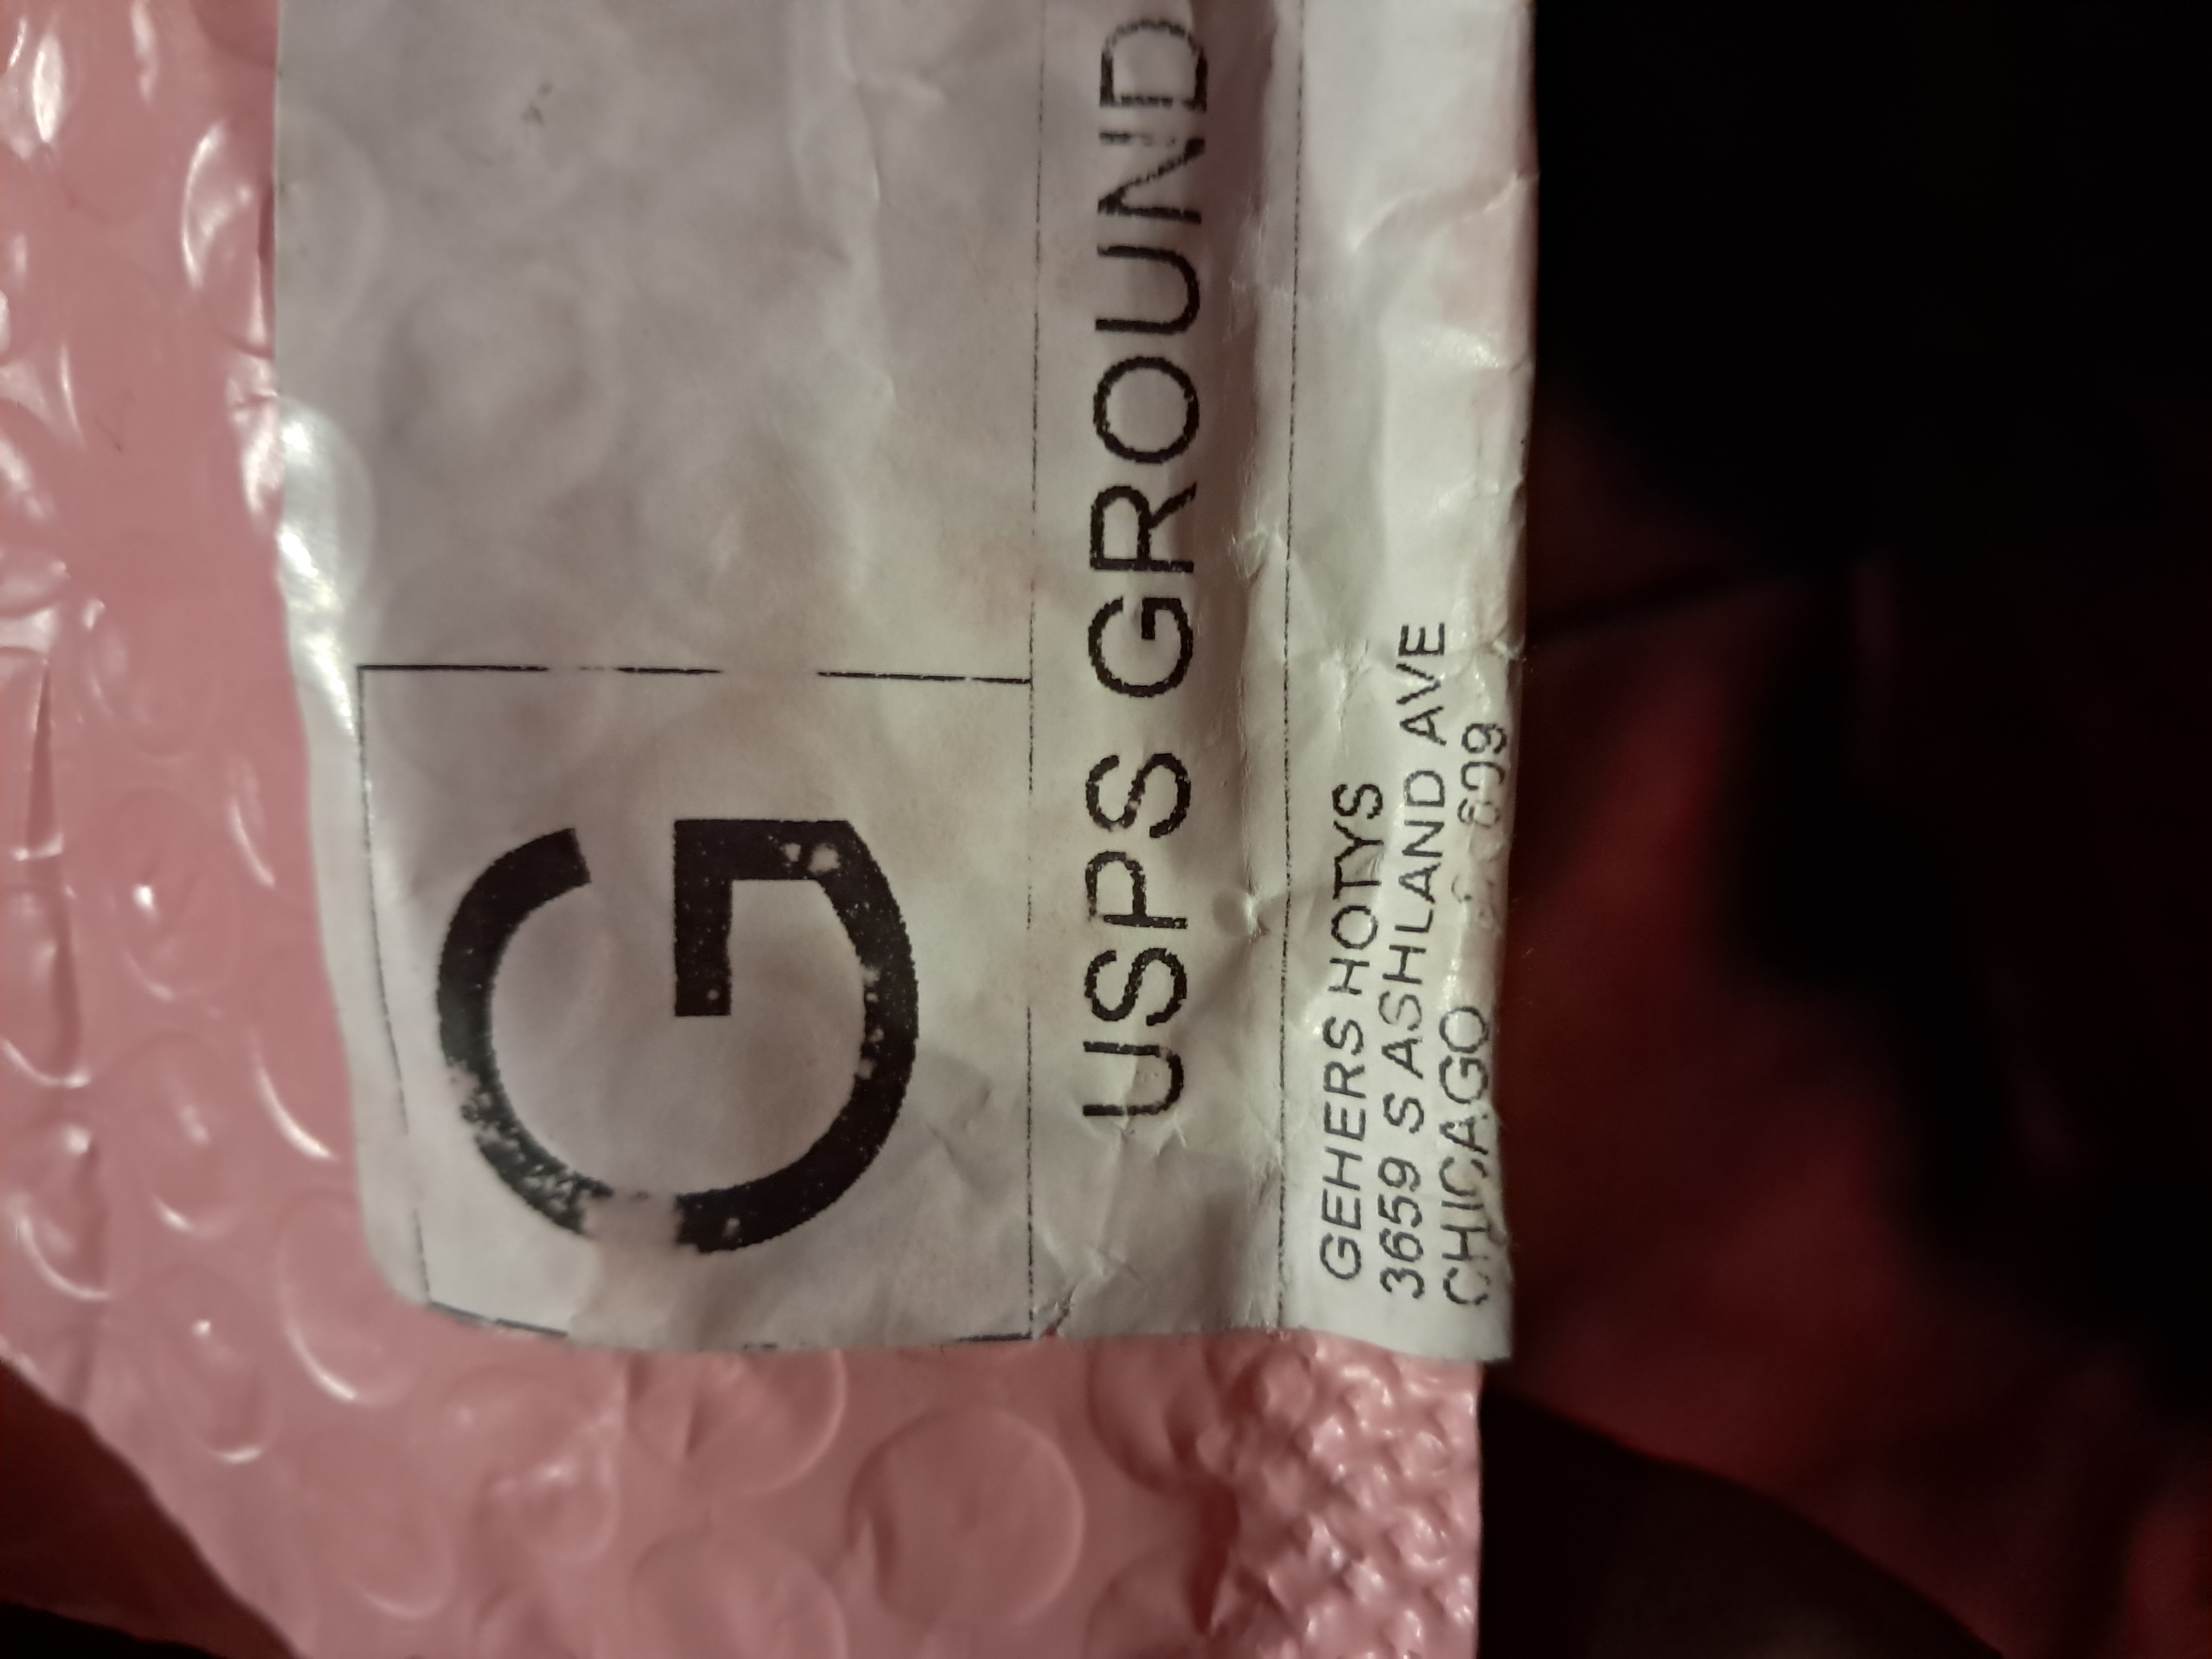 G
USPS GROUND
GEHERS HOTYS
3659 S ASHLAND AVE
CHICAGO